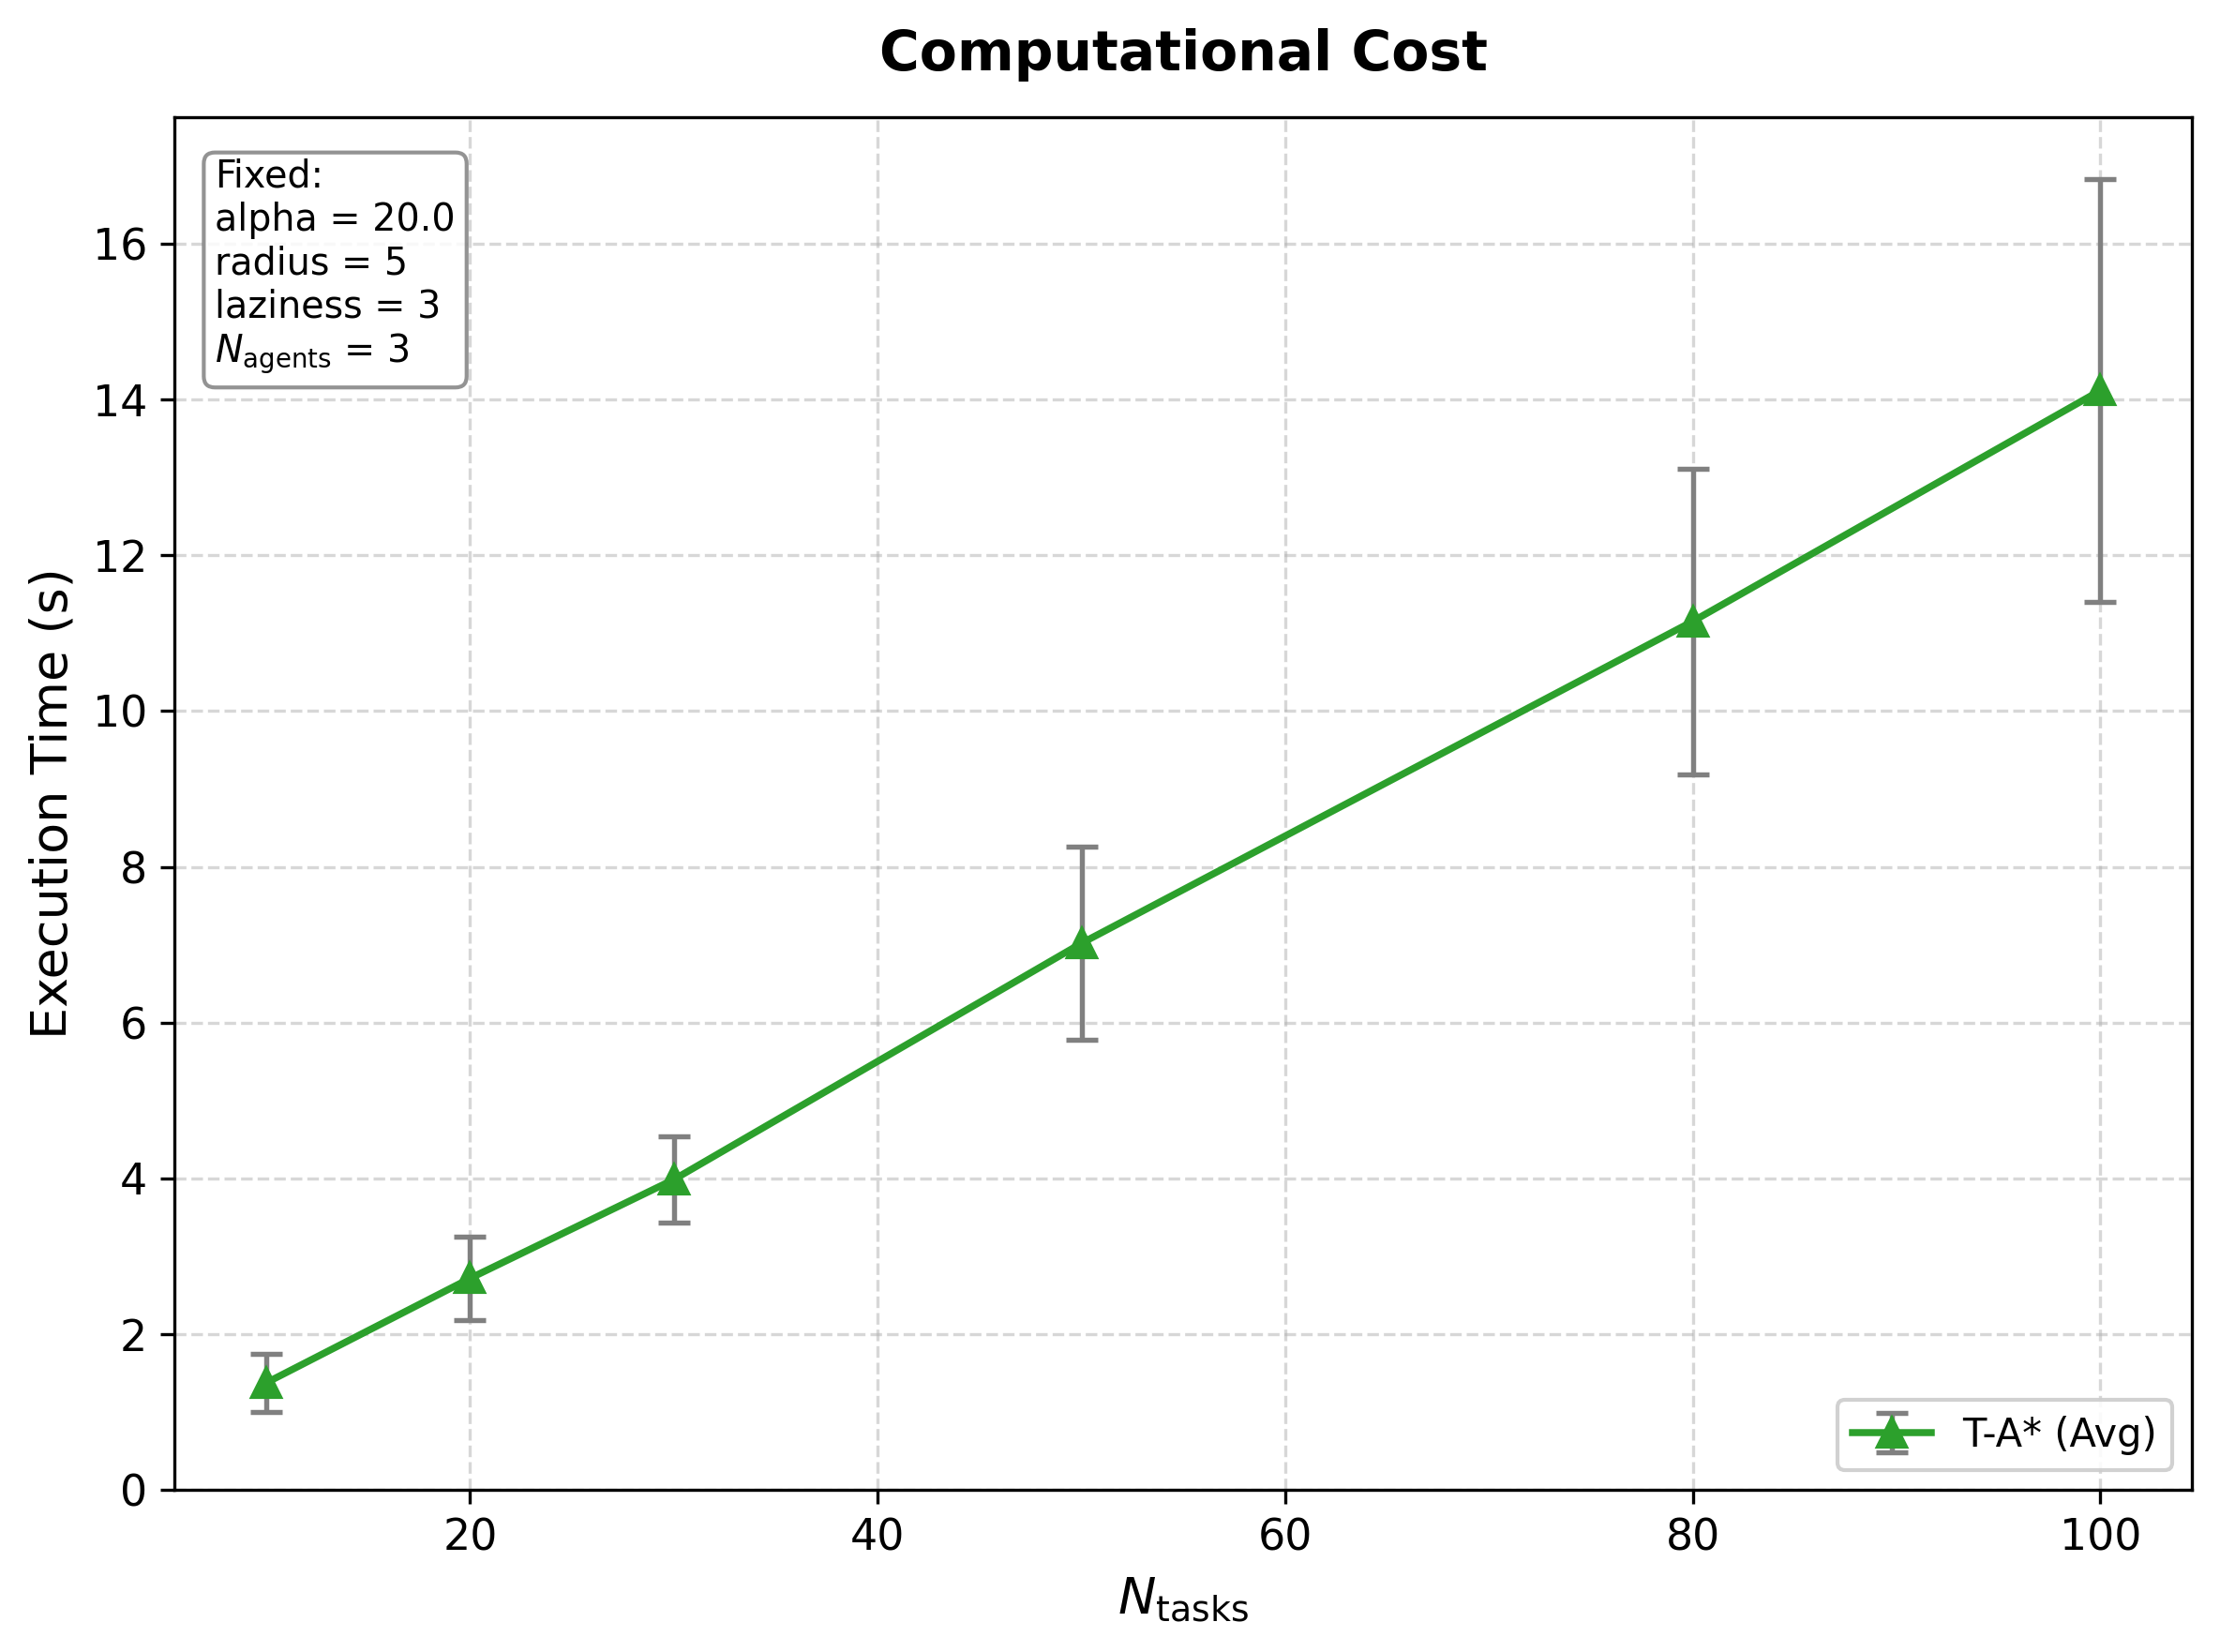 Computational Cost
Fixed:
alpha = 20.0
radius = 5
laziness = 3
N_agents = 3
16
14
12
10
8
6
4
2
0
Execution Time (s)
T-A* (Avg)
20 40 60 80 100
N_tasks